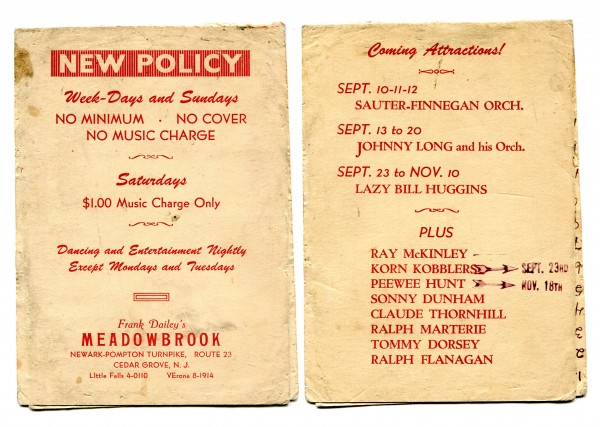 NEW POLICY
Week-Days and Sundays
NO MINIMUM · NO COVER
NO MUSIC CHARGE
Saturdays
$1.00 Music Charge Only
Dancing and Entertainment Nightly
Except Mondays and Tuesdays
Frank Dailey's
MEADOWBROOK
NEWARK-POMPTON TURNPIKE, ROUTE 23
CEDAR GROVE, N. J.
Little Falls 4-0110 VErona 8-1914
Coming Attractions!
SEPT. 10-11-12
SAUTER-FINNEGAN ORCH.
SEPT. 13 to 20
JOHNNY LONG and his Orch.
SEPT. 23 to NOV. 10
LAZY BILL HUGGINS
PLUS
RAY McKINLEY
KORN KOBBLERS SEPT. 23RD
PEEWEE HUNT NOV. 18TH
SONNY DUNHAM
CLAUDE THORNHILL
RALPH MARTERIE
TOMMY DORSEY
RALPH FLANAGAN